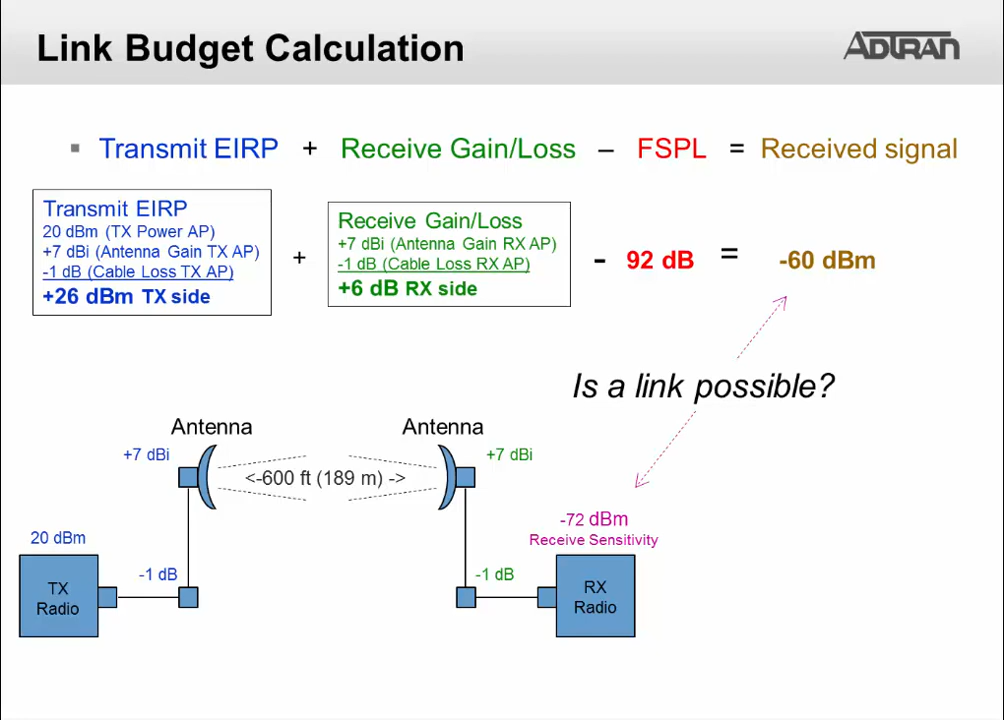 Link Budget Calculation
ADTRAN
Transmit EIRP + Receive Gain/Loss – FSPL = Received signal
Transmit EIRP
20 dBm (TX Power AP)
+7 dBi (Antenna Gain TX AP)
-1 dB (Cable Loss TX AP)
+26 dBm TX side
+
Receive Gain/Loss
+7 dBi (Antenna Gain RX AP)
-1 dB (Cable Loss RX AP)
+6 dB RX side
- 92 dB = -60 dBm
Is a link possible?
Antenna
Antenna
+7 dBi
+7 dBi
<-600 ft (189 m) ->
-72 dBm
Receive Sensitivity
20 dBm
-1 dB
-1 dB
TX
Radio
RX
Radio